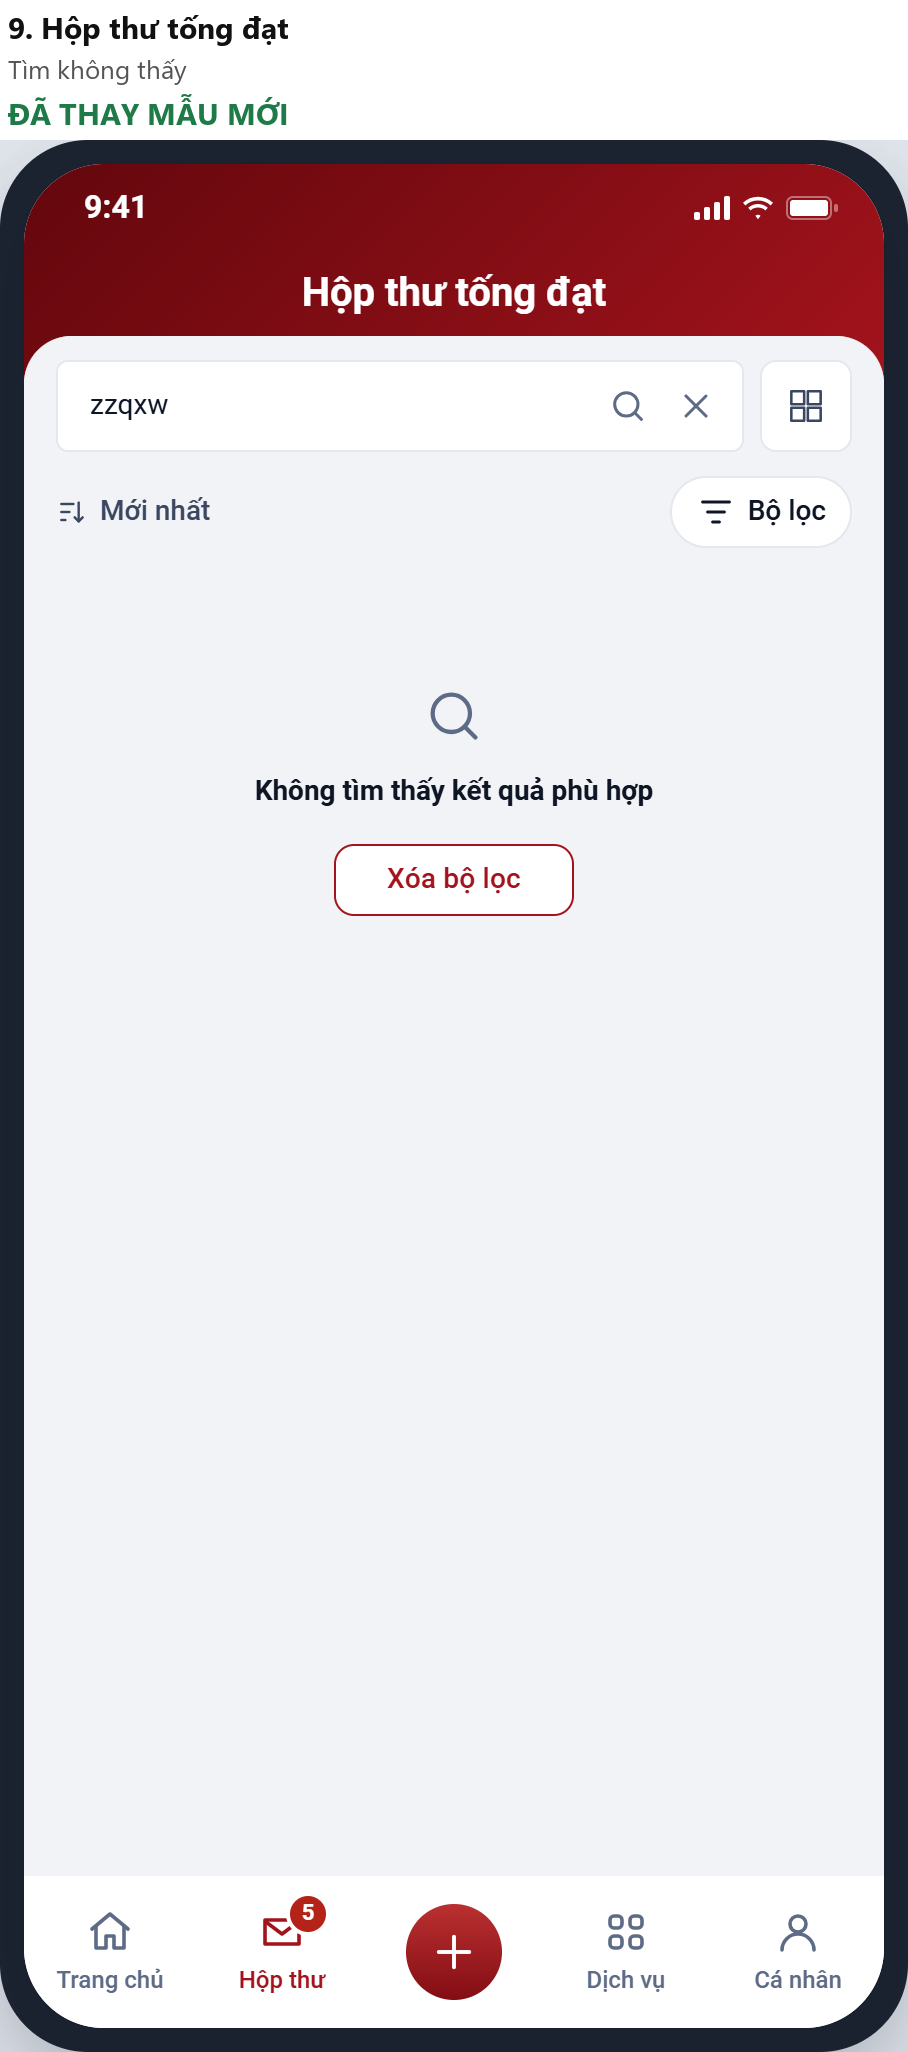 9. Hộp thư tống đạt
Tìm không thấy
ĐÃ THAY MẪU MỚI
9:41
Hộp thư tống đạt
zzqxw
Mới nhất
Bộ lọc
Không tìm thấy kết quả phù hợp
Xóa bộ lọc
5
Trang chủ
Hộp thư
Dịch vụ
Cá nhân